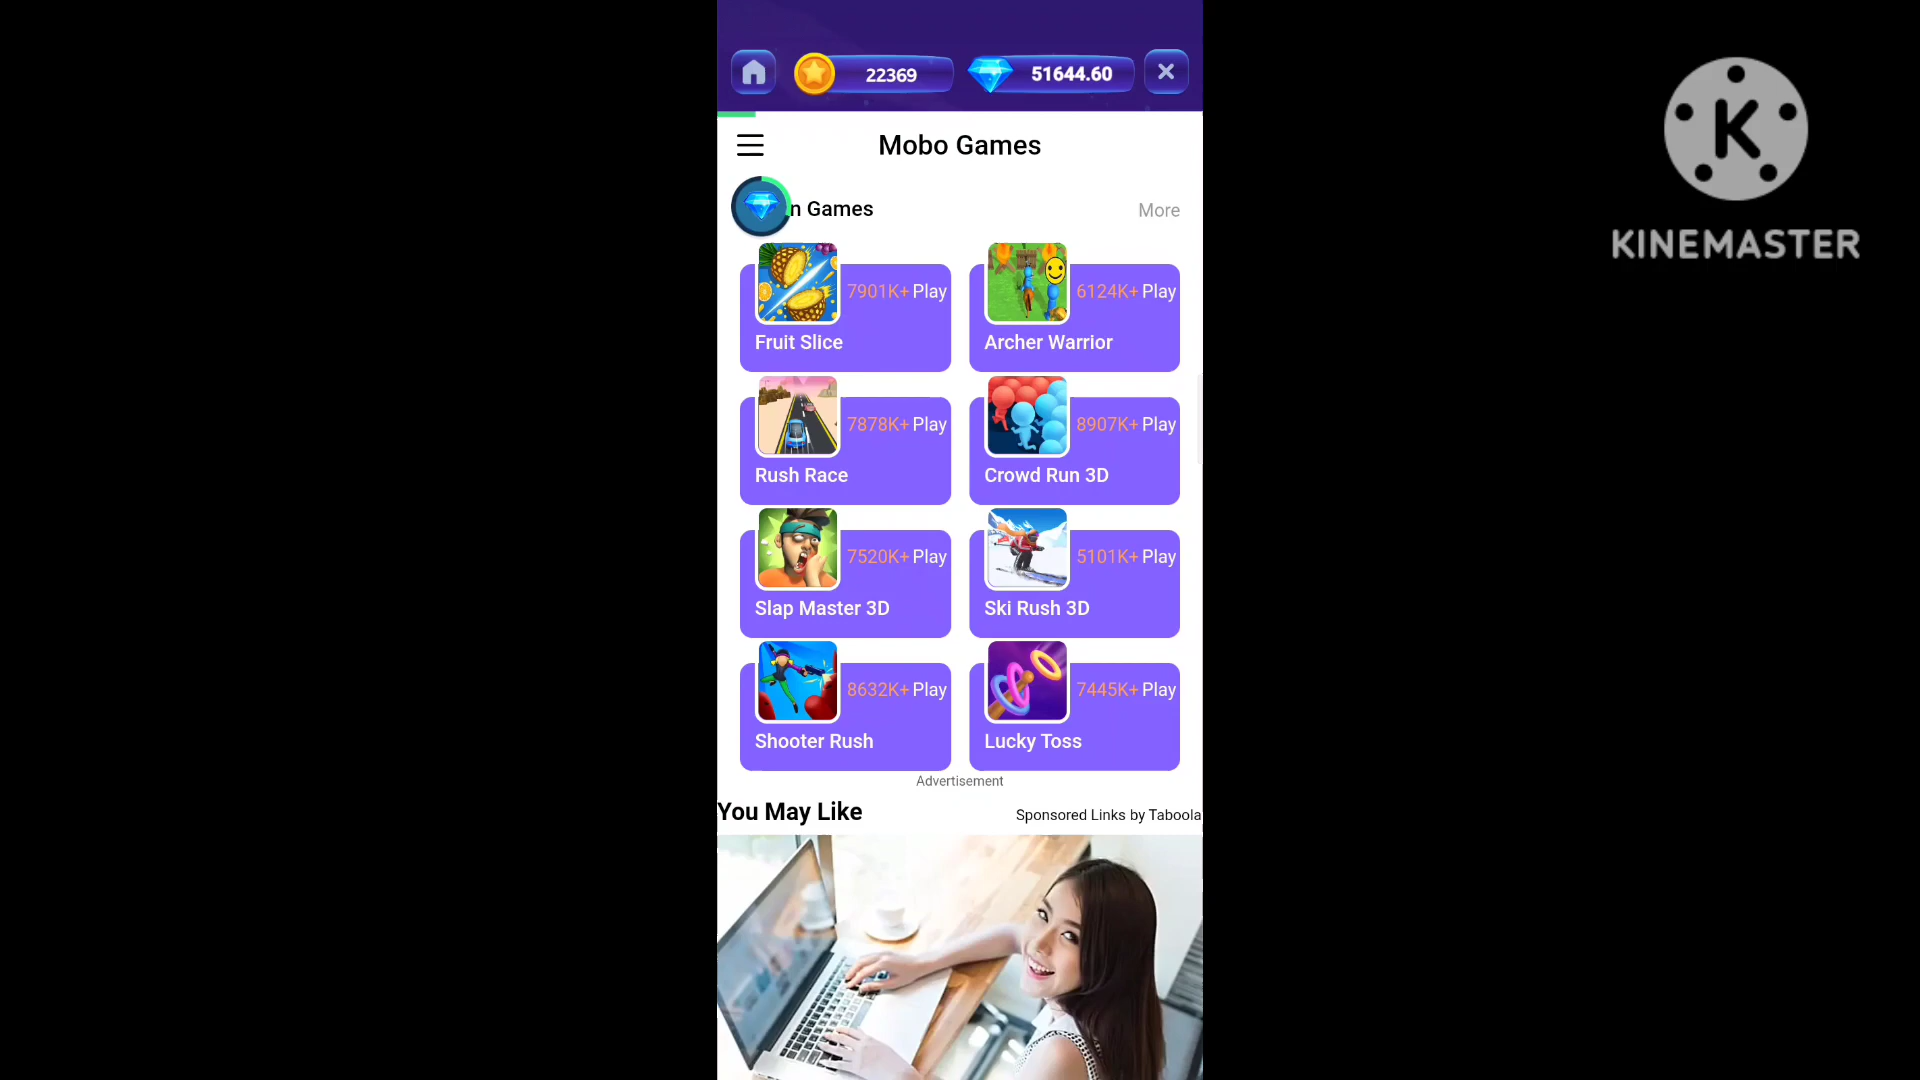 22369
51644.60
Mobo Games
n Games
More
7901K+ Play
Fruit Slice
6124K+ Play
Archer Warrior
7878K+ Play
Rush Race
8907K+ Play
Crowd Run 3D
7520K+ Play
Slap Master 3D
5101K+ Play
Ski Rush 3D
8632K+ Play
Shooter Rush
7445K+ Play
Lucky Toss
Advertisement
You May Like
Sponsored Links by Taboola
K
KINEMASTER